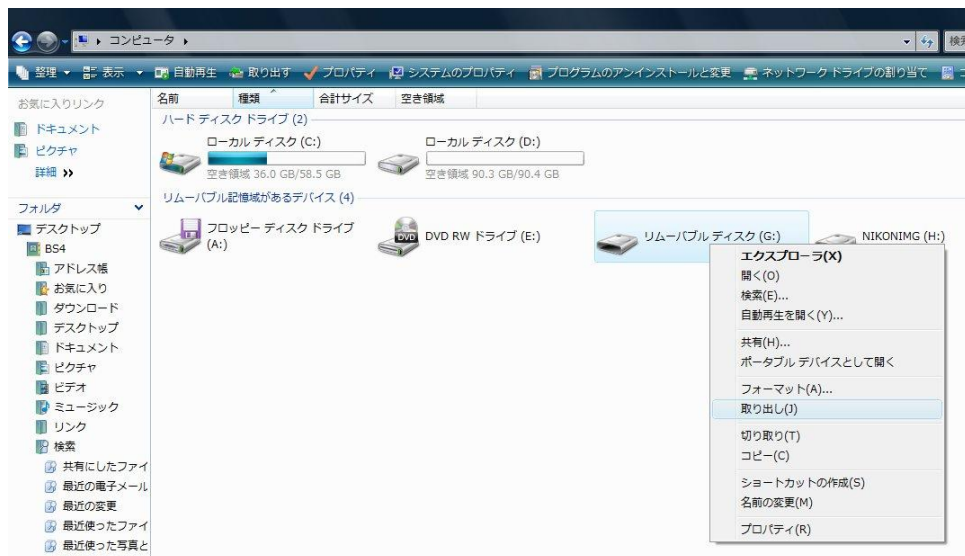 コンピュータ
検索
整理 表示 自動再生 取り出す プロパティ システムのプロパティ プログラムのアンインストールと変更 ネットワーク ドライブの割り当て
お気に入りリンク
ドキュメント
ピクチャ
詳細
フォルダ
デスクトップ
BS4
アドレス帳
お気に入り
ダウンロード
デスクトップ
ドキュメント
ピクチャ
ビデオ
ミュージック
リンク
検索
共有にしたファイ
最近の電子メール
最近の変更
最近使ったファイ
最近使った写真と
名前 種類 合計サイズ 空き領域
ハード ディスク ドライブ (2)
ローカル ディスク (C:)
空き領域 36.0 GB/58.5 GB
ローカル ディスク (D:)
空き領域 90.3 GB/90.4 GB
リムーバブル記憶域があるデバイス (4)
フロッピー ディスク ドライブ
(A:)
DVD
DVD RW ドライブ (E:)
リムーバブル ディスク (G:)
NIKONIMG (H:)
エクスプローラ(X)
開く(O)
検索(E)...
自動再生を開く(Y)...
共有(H)...
ポータブル デバイスとして開く
フォーマット(A)...
取り出し(J)
切り取り(T)
コピー(C)
ショートカットの作成(S)
名前の変更(M)
プロパティ(R)